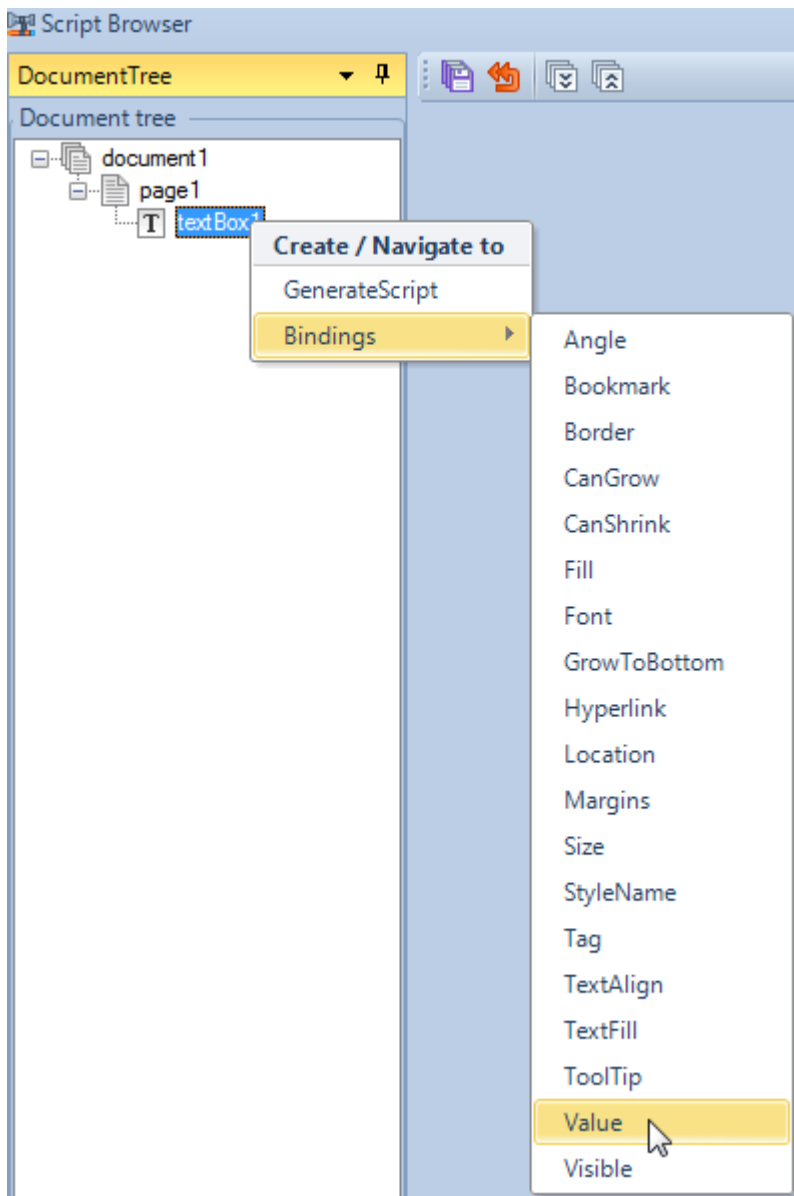 Script Browser
DocumentTree
Document tree
document1
page1
T textBox1
Create / Navigate to
GenerateScript
Bindings
Angle
Bookmark
Border
CanGrow
CanShrink
Fill
Font
GrowToBottom
Hyperlink
Location
Margins
Size
StyleName
Tag
TextAlign
TextFill
ToolTip
Value
Visible